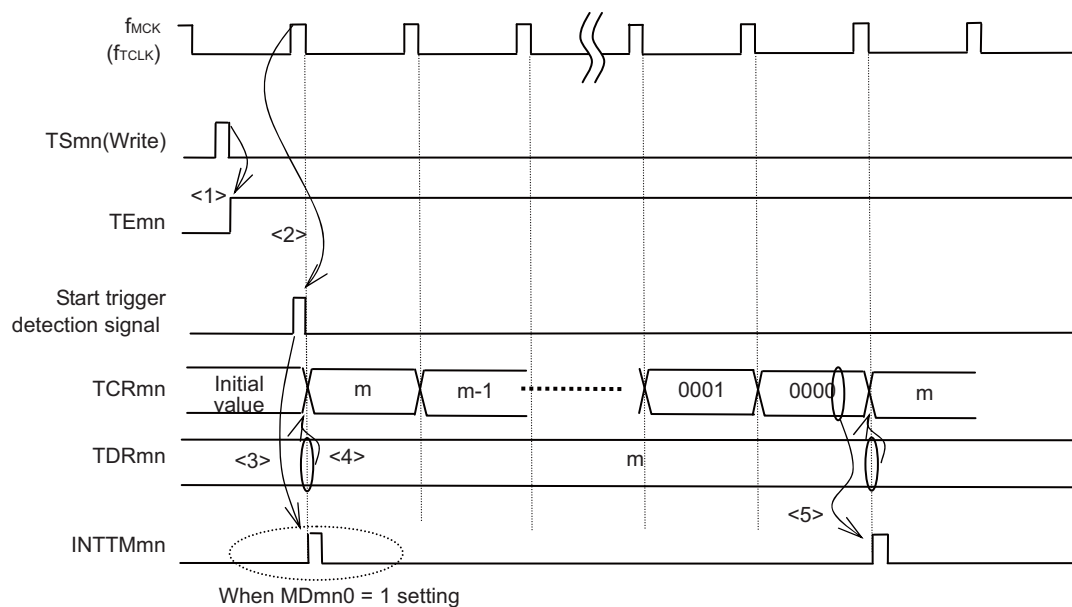 fMCK
(fTCLK)
TSmn(Write)
<1>
TEmn
<2>
Start trigger
detection signal
TCRmn
Initial
value
m
m-1
0001
0000
m
TDRmn
<3>
<4>
m
<5>
INTTMmn
When MDmn0 = 1 setting